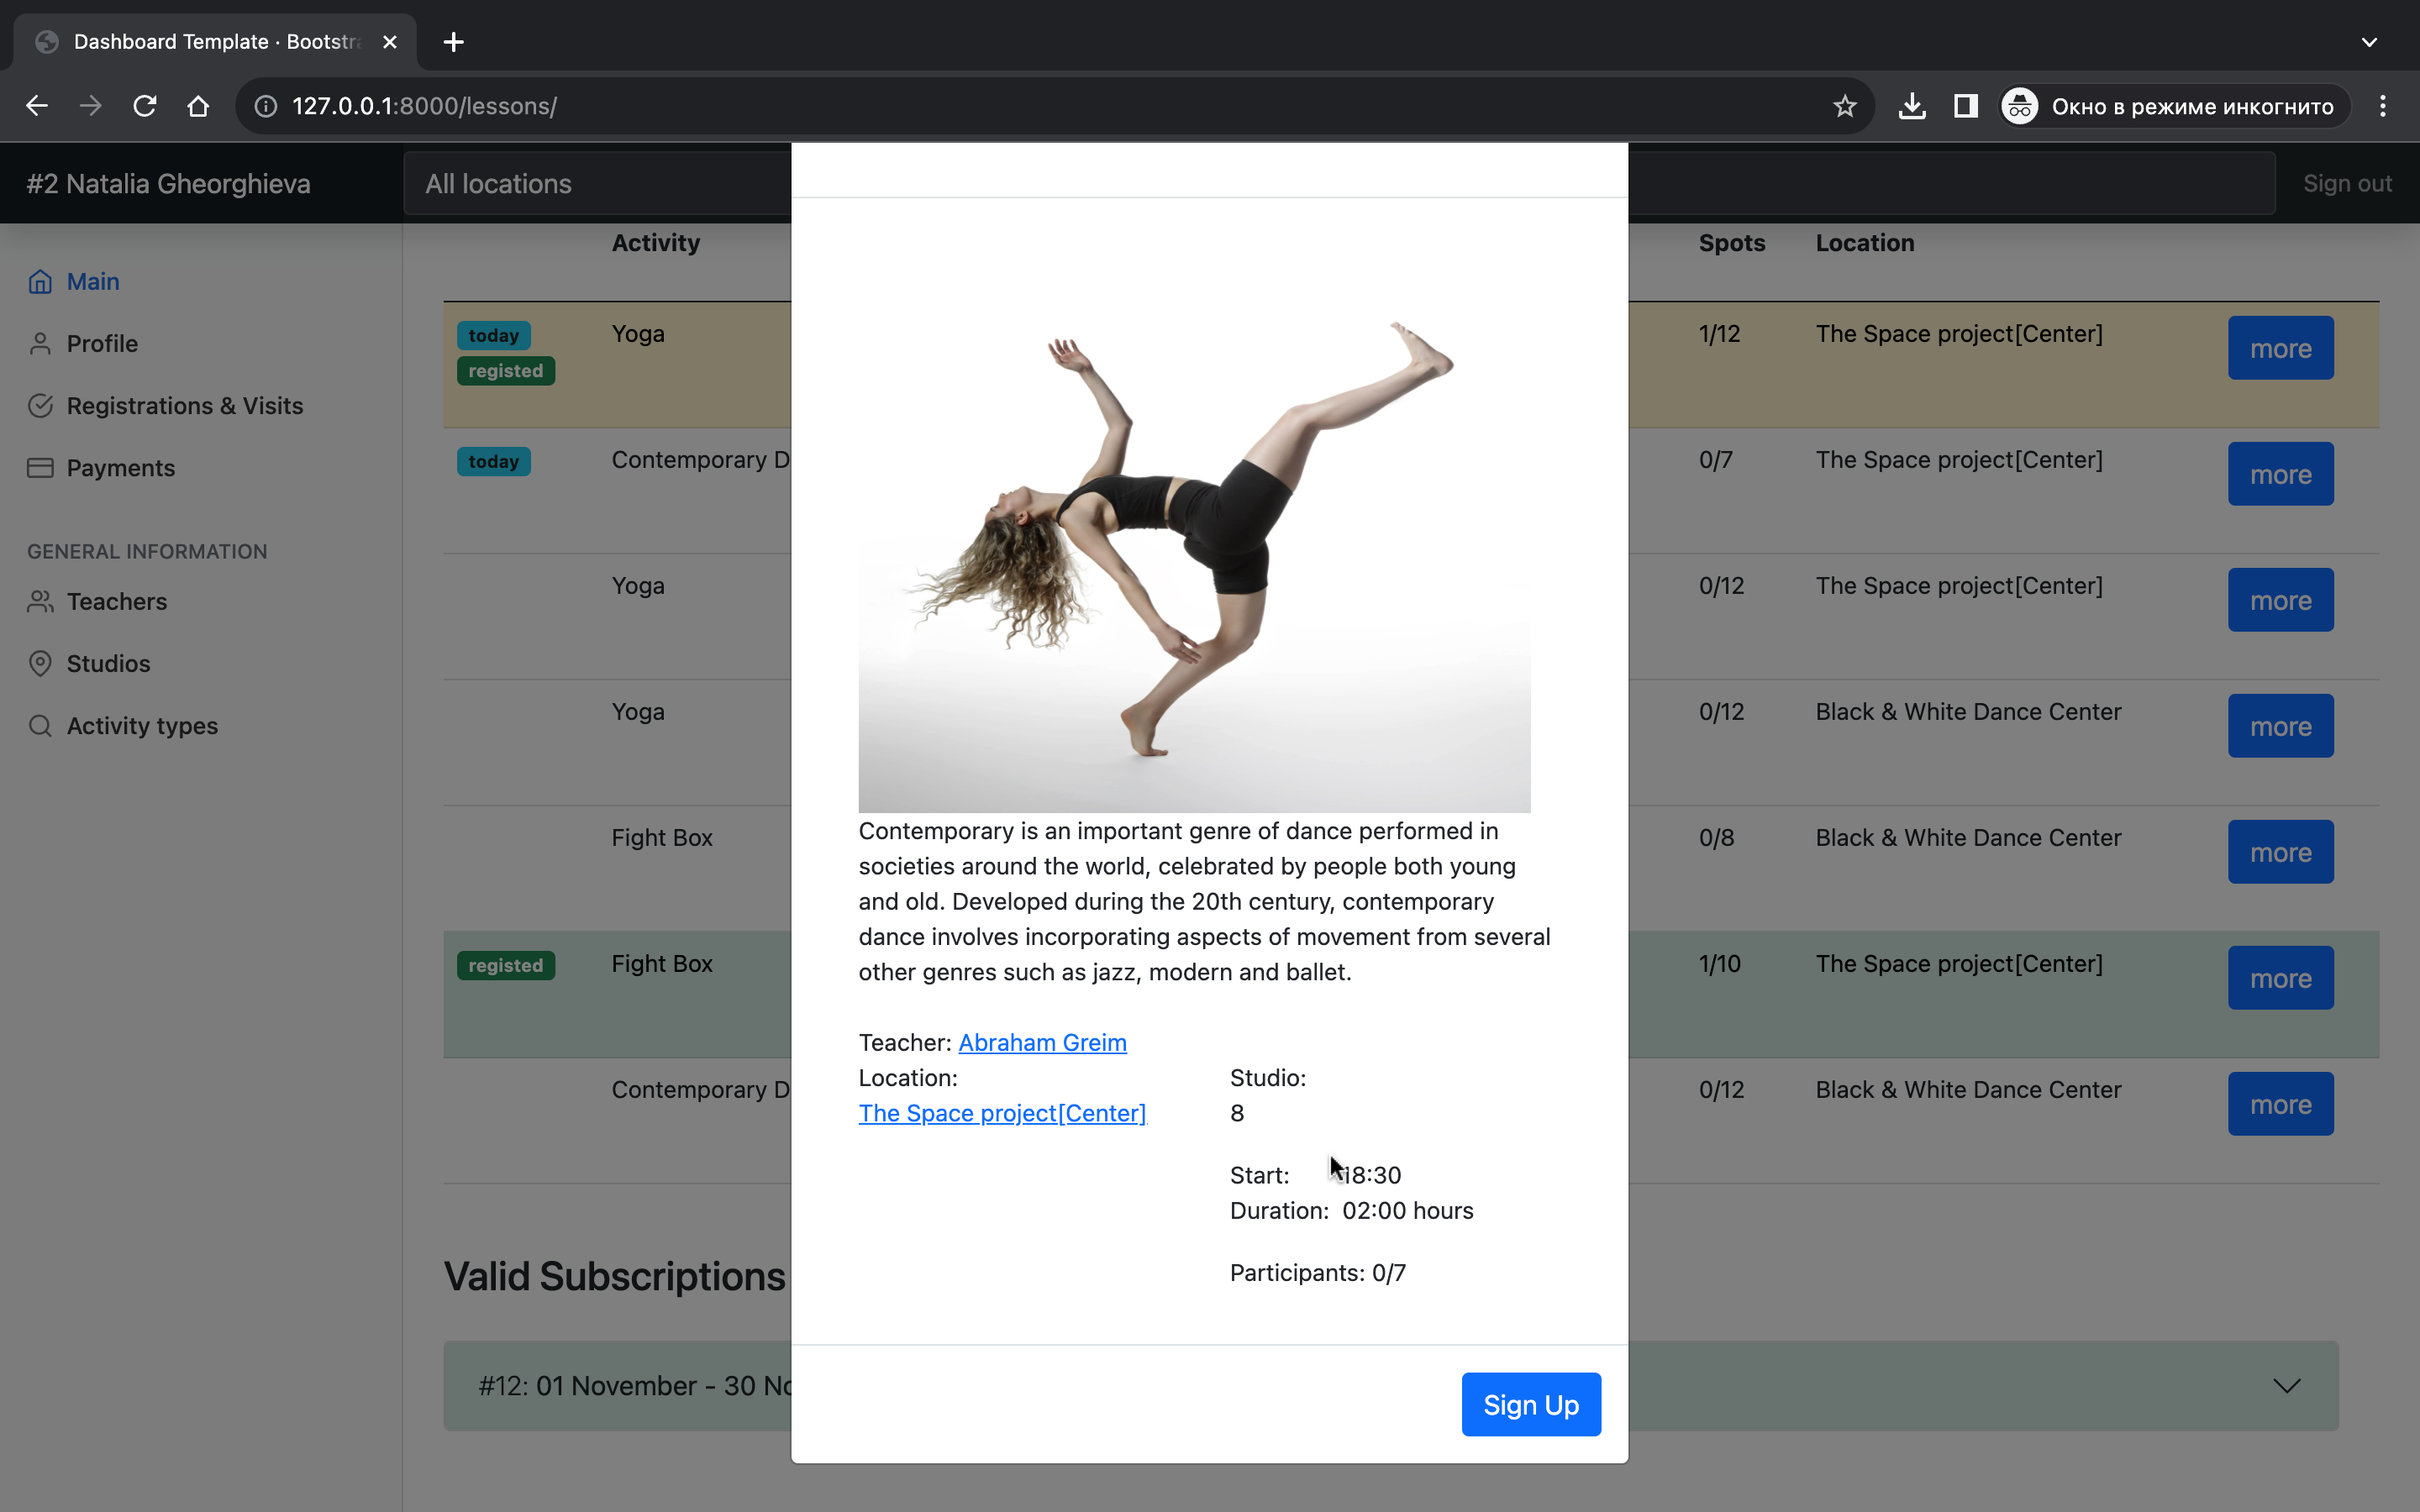 Dashboard Template · Bootstra
127.0.0.1:8000/lessons/
Окно в режиме инкогнито
#2 Natalia Gheorghieva
All locations
Sign out
Main
Profile
Registrations & Visits
Payments
GENERAL INFORMATION
Teachers
Studios
Activity types
Activity Spots Location
today registed Yoga 1/12 The Space project[Center] more
today Contemporary D 0/7 The Space project[Center] more
Yoga 0/12 The Space project[Center] more
Yoga 0/12 Black & White Dance Center more
Fight Box 0/8 Black & White Dance Center more
registed Fight Box 1/10 The Space project[Center] more
Contemporary D 0/12 Black & White Dance Center more
Valid Subscriptions
#12: 01 November - 30 No
Contemporary is an important genre of dance performed in
societies around the world, celebrated by people both young
and old. Developed during the 20th century, contemporary
dance involves incorporating aspects of movement from several
other genres such as jazz, modern and ballet.
Teacher: Abraham Greim
Location:
The Space project[Center]
Studio:
8
Start: 18:30
Duration: 02:00 hours
Participants: 0/7
Sign Up